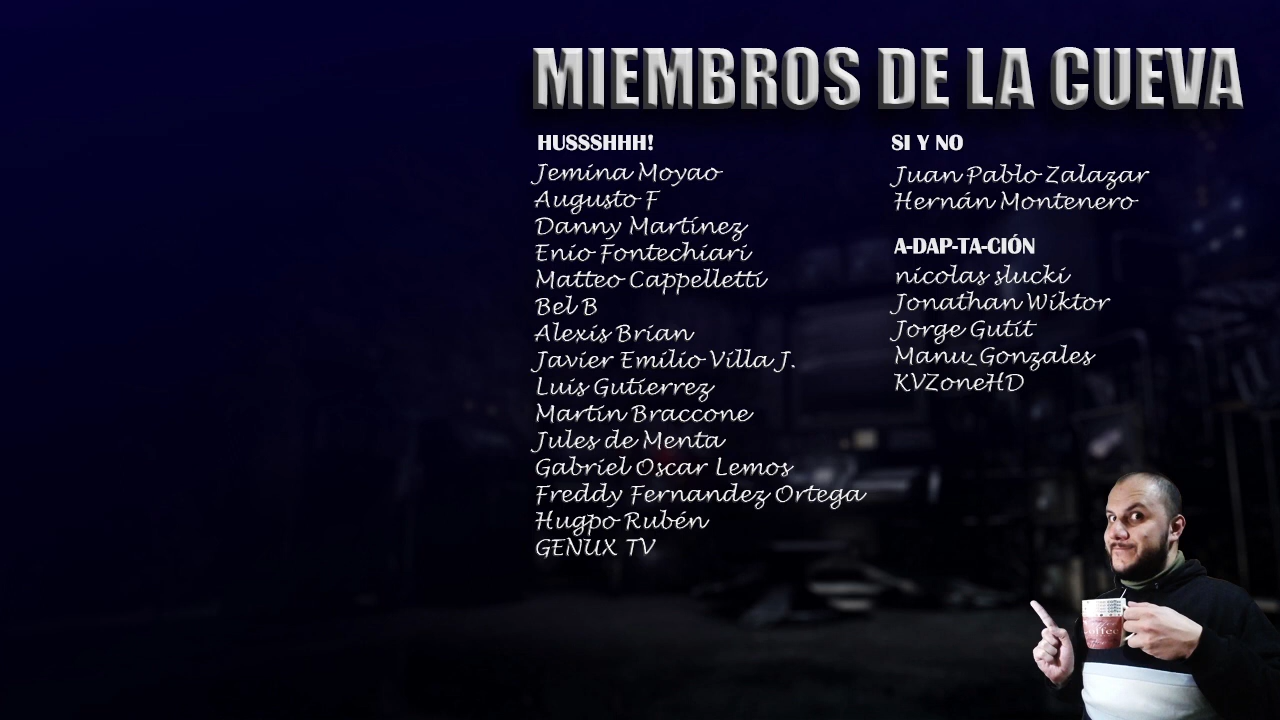 MIEMBROS DE LA CUEVA
HUSSSHHH!
Jemina Moyao
Augusto F
Danny Martínez
Enio Fontechiari
Matteo Cappelletti
Bel B
Alexis Brian
Javier Emilio Villa J.
Luis Gutierrez
Martin Braccone
Jules de Menta
Gabriel Oscar Lemos
Freddy Fernandez Ortega
Hugpo Rubén
GENUX TV
SI Y NO
Juan Pablo Zalazar
Hernán Montenero
A-DAP-TA-CIÓN
nicolas slucki
Jonathan Wiktor
Jorge Gutit
Manu_Gonzales
KVZoneHD
coffee